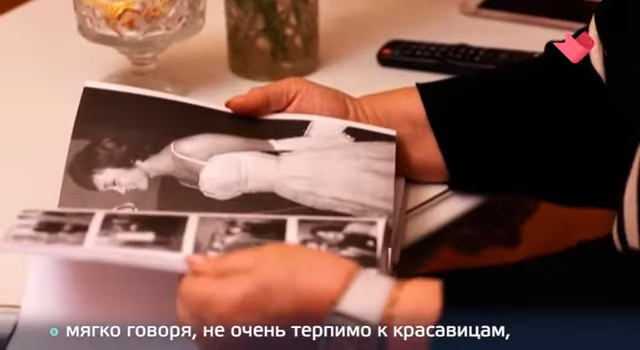 мягко говоря, не очень терпимо к красавицам,